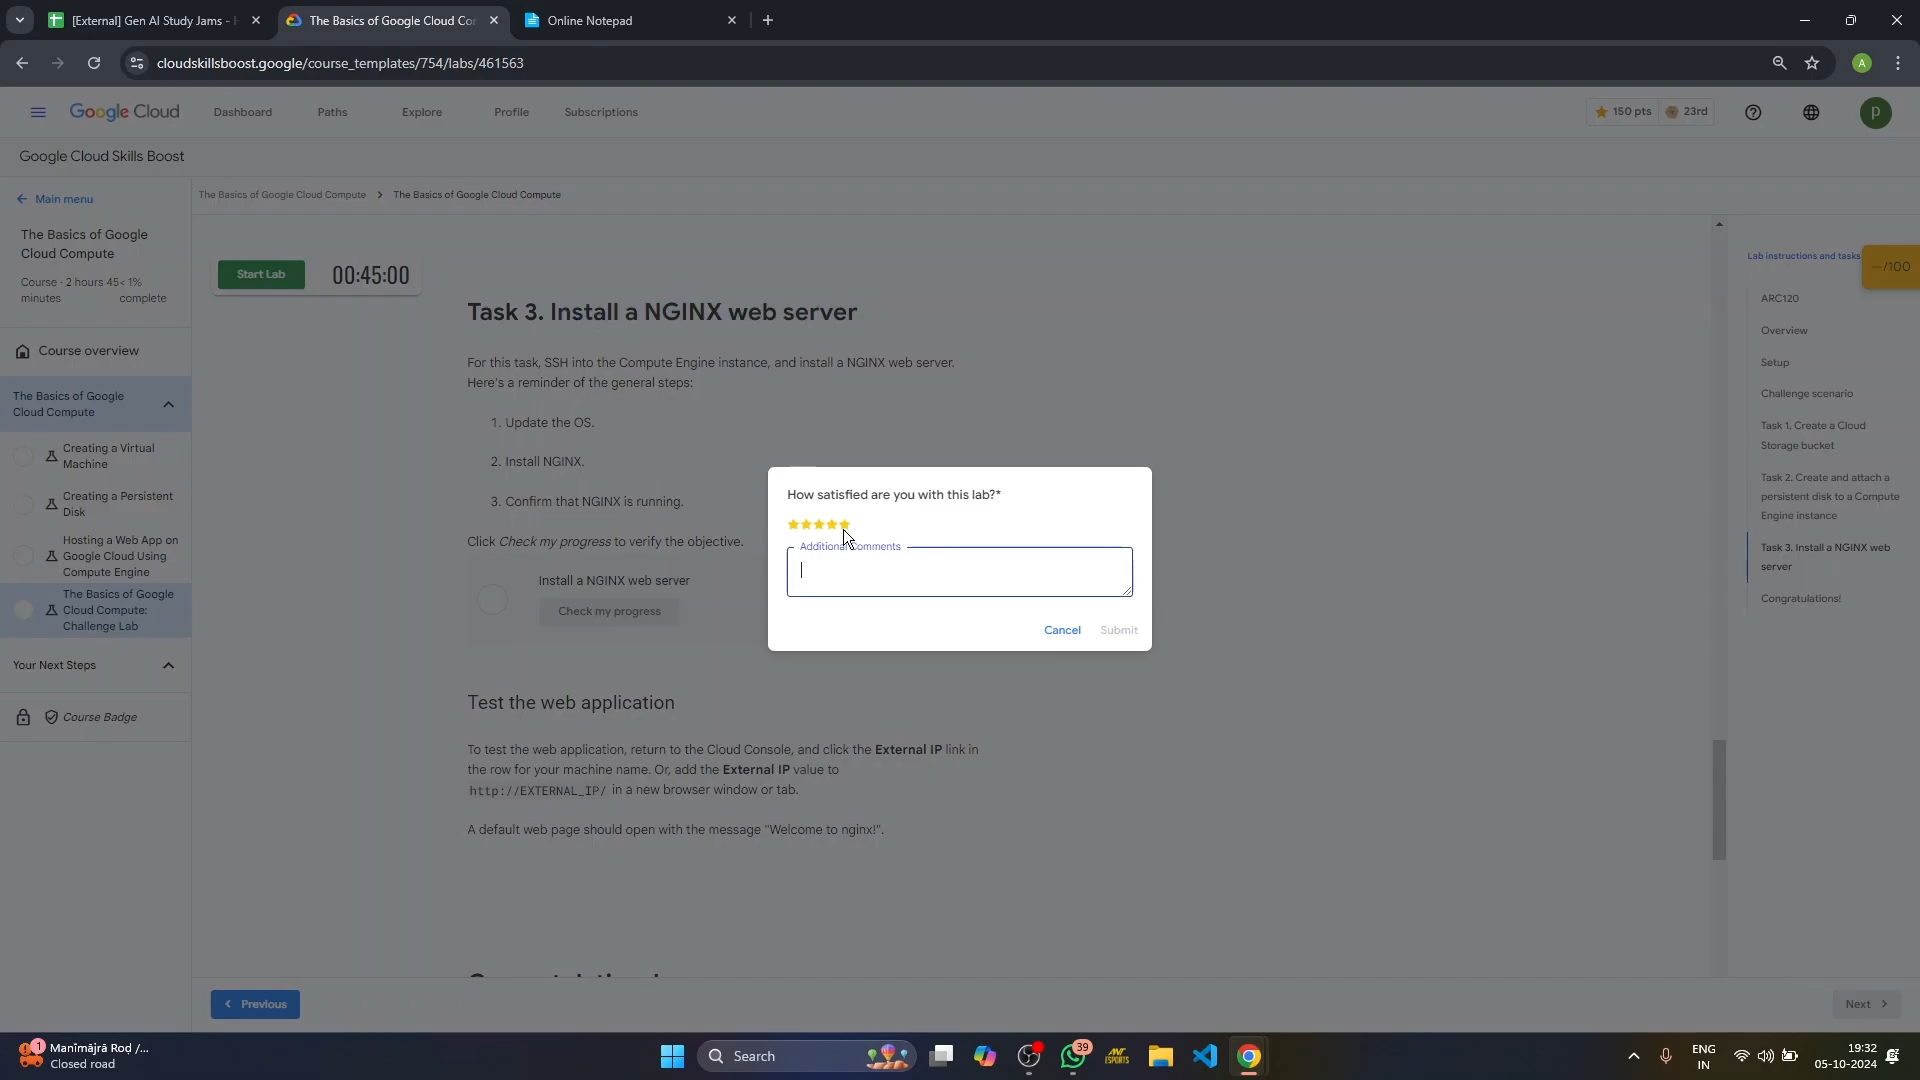 [External] Gen AI Study Jams -
The Basics of Google Cloud Co
Online Notepad
cloudskillsboost.google/course_templates/754/labs/461563
A
Google Cloud
Dashboard
Paths
Explore
Profile
Subscriptions
150 pts
23rd
P
Google Cloud Skills Boost
Main menu
The Basics of Google Cloud Compute > The Basics of Google Cloud Compute
The Basics of Google
Cloud Compute
Course · 2 hours 45 < 1%
minutes complete
Course overview
The Basics of Google
Cloud Compute
Creating a Virtual
Machine
Creating a Persistent
Disk
Hosting a Web App on
Google Cloud Using
Compute Engine
The Basics of Google
Cloud Compute:
Challenge Lab
Your Next Steps
Course Badge
Start Lab
00:45:00
Task 3. Install a NGINX web server
For this task, SSH into the Compute Engine instance, and install a NGINX web server.
Here's a reminder of the general steps:
1. Update the OS.
2. Install NGINX.
3. Confirm that NGINX is running.
Click Check my progress to verify the objective.
Install a NGINX web server
Check my progress
Test the web application
To test the web application, return to the Cloud Console, and click the External IP link in
the row for your machine name. Or, add the External IP value to
http://EXTERNAL_IP/ in a new browser window or tab.
A default web page should open with the message "Welcome to nginx!".
How satisfied are you with this lab?*
Additional Comments
Cancel
Submit
Lab instructions and tasks
--/100
ARC120
Overview
Setup
Challenge scenario
Task 1. Create a Cloud
Storage bucket
Task 2. Create and attach a
persistent disk to a Compute
Engine instance
Task 3. Install a NGINX web
server
Congratulations!
Previous
Next
1
Closed road
Search
39
ESPORTS
ENG
IN
19:32
05-10-2024